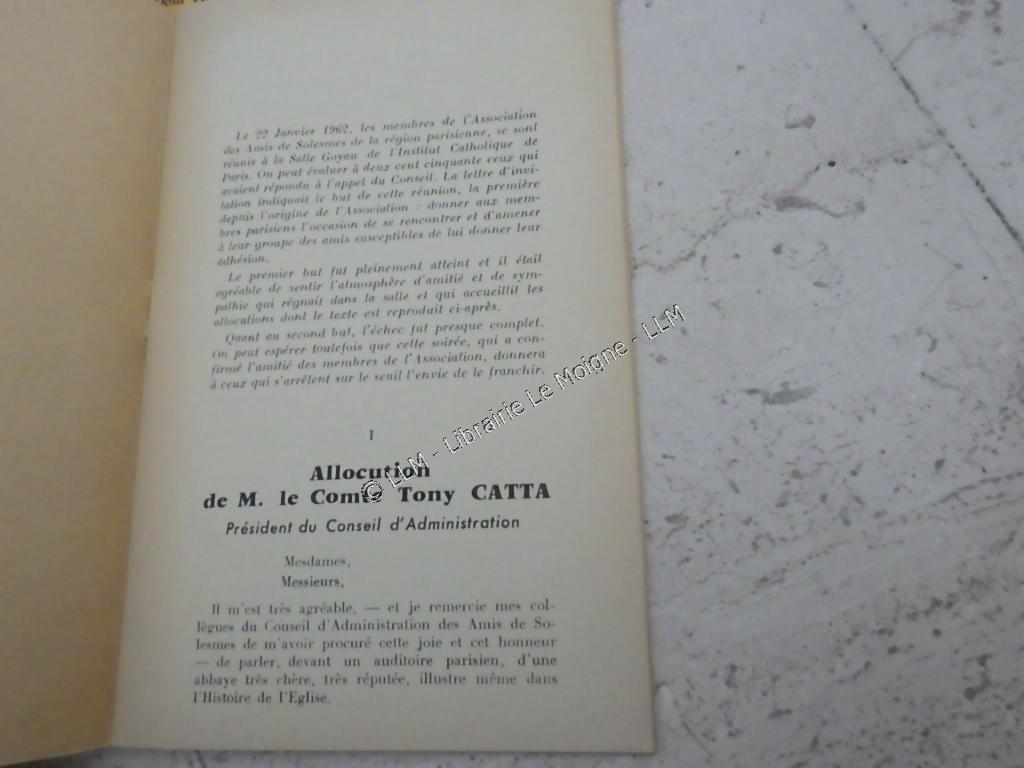 Le 22 Janvier 1962, les membres de l'Association
des Amis de Solesmes de la région parisienne, se sont
réunis à la Salle Goyau de l'Institut Catholique de
Paris. On peut évaluer à deux cent cinquante ceux qui
avaient répondu à l'appel du Conseil. La lettre d'invi-
tation indiquait le but de cette réunion, la première
depuis l'origine de l'Association : donner aux mem-
bres parisiens l'occasion de se rencontrer et d'amener
à leur groupe des amis susceptibles de lui donner leur
adhésion.
Le premier but fut pleinement atteint et il était
agréable de sentir l'atmosphère d'amitié et de sym-
pathie qui régnait dans la salle et qui accueillit les
allocutions dont le texte est reproduit ci-après.
Quant au second but, l'échec fut presque complet.
On peut espérer toutefois que cette soirée, qui a con-
firmé l'amitié des membres de l'Association, donnera
à ceux qui s'arrêtent sur le seuil l'envie de le franchir.
I
Allocution
de M. le Comte Tony CATTA
Président du Conseil d'Administration
Mesdames,
Messieurs,
Il m'est très agréable, — et je remercie mes col-
lègues du Conseil d'Administration des Amis de So-
lesmes de m'avoir procuré cette joie et cet honneur
— de parler, devant un auditoire parisien, d'une
abbaye très chère, très réputée, illustre même dans
l'Histoire de l'Eglise.
© LLM - Librairie Le Moigne - LLM